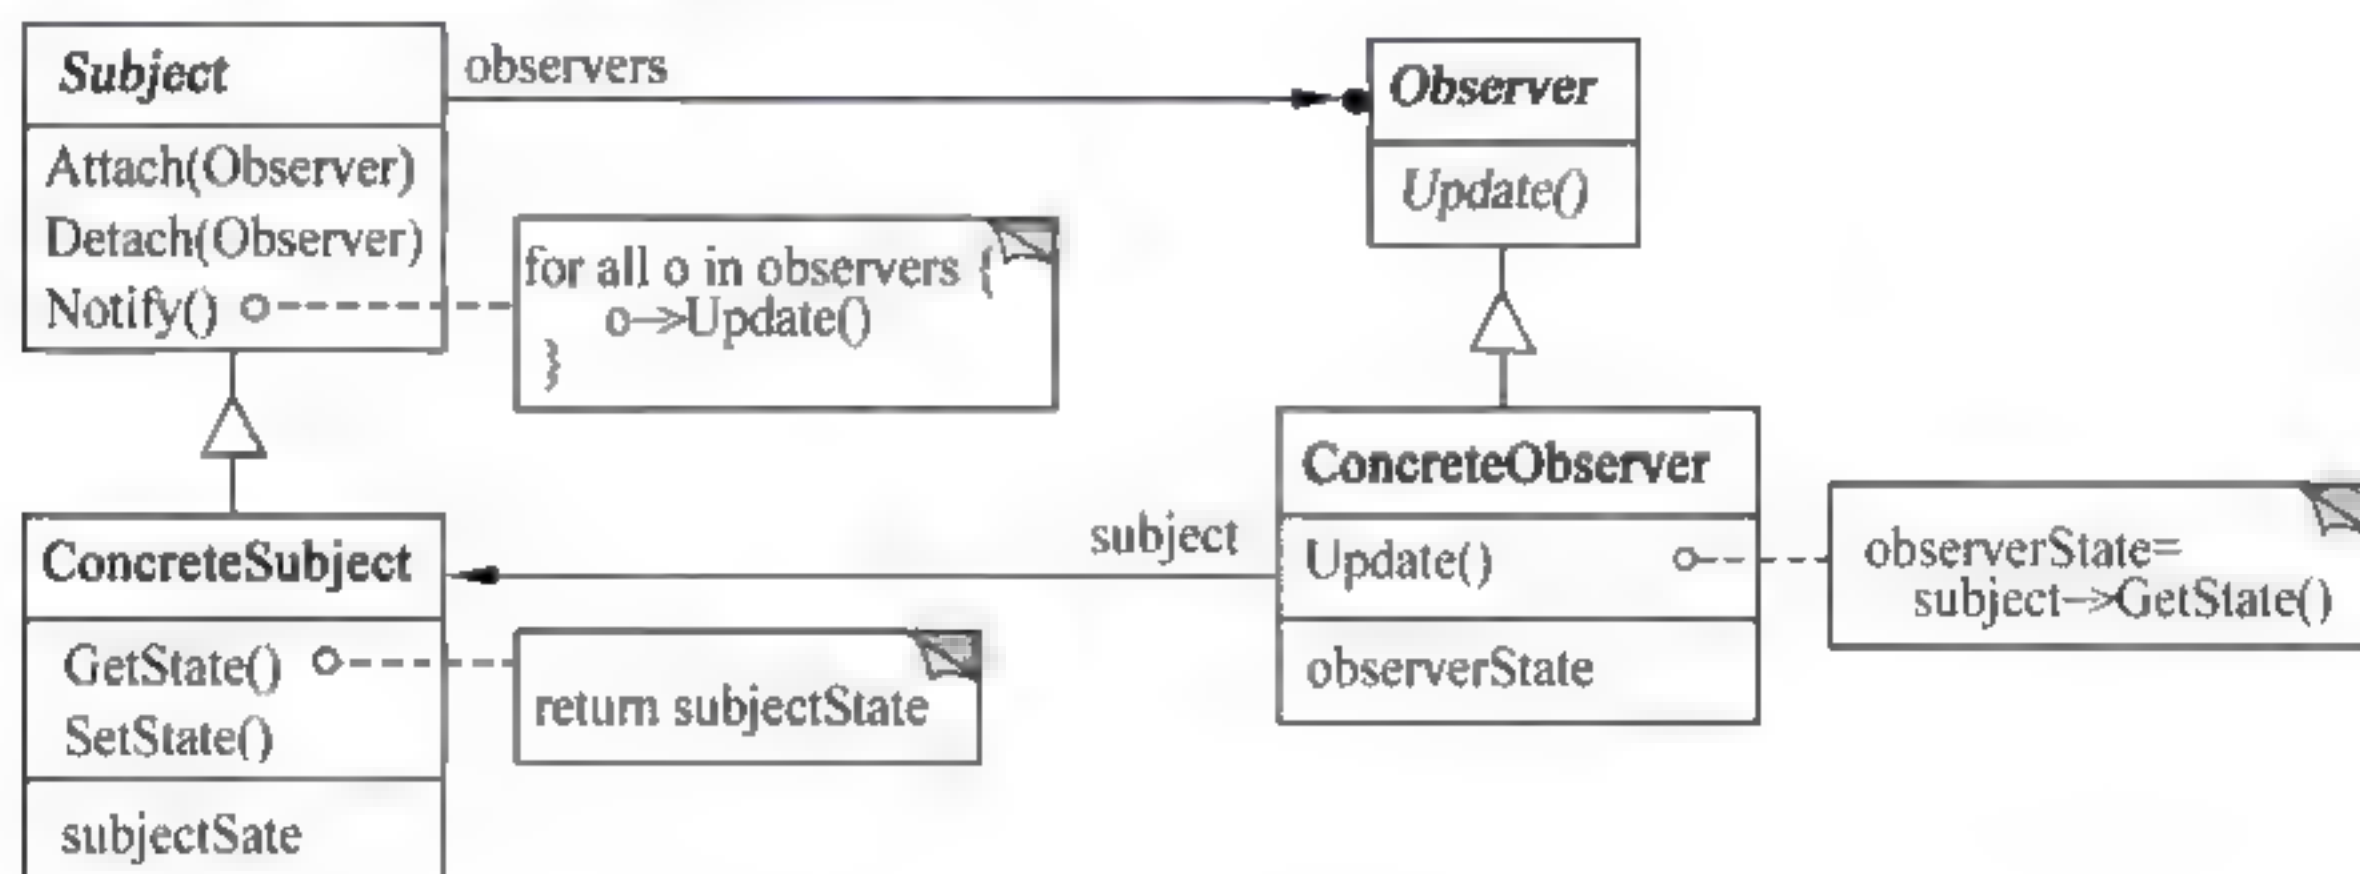 Subject
observers
Observer
Attach(Observer)
Detach(Observer)
Notify()
for all o in observers {
o->Update()
}
Update()
ConcreteSubject
GetState()
SetState()
subjectSate
return subjectState
subject
ConcreteObserver
Update()
observerState
observerState=
subject->GetState()